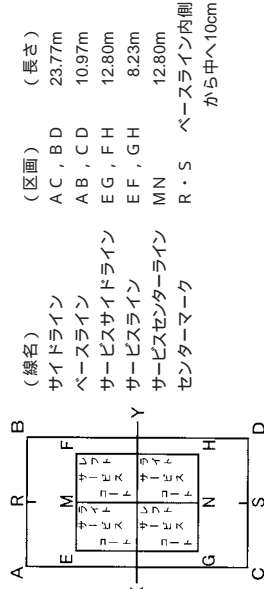 （線名）　（区画）　（長さ）
サイドライン　ＡＣ，ＢＤ　23.77m
ベースライン　ＡＢ，ＣＤ　10.97m
サービスサイドライン　ＥＧ，ＦＨ　12.80m
サービスライン　ＥＦ，ＧＨ　8.23m
サービスセンターライン　ＭＮ　12.80m
センターマーク　Ｒ・Ｓ　ベースライン内側
から中へ10cm
A R B
E M F
ライト サービス コート
レフト サービス コート
X Y
レフト サービス コート
ライト サービス コート
G N H
C S D